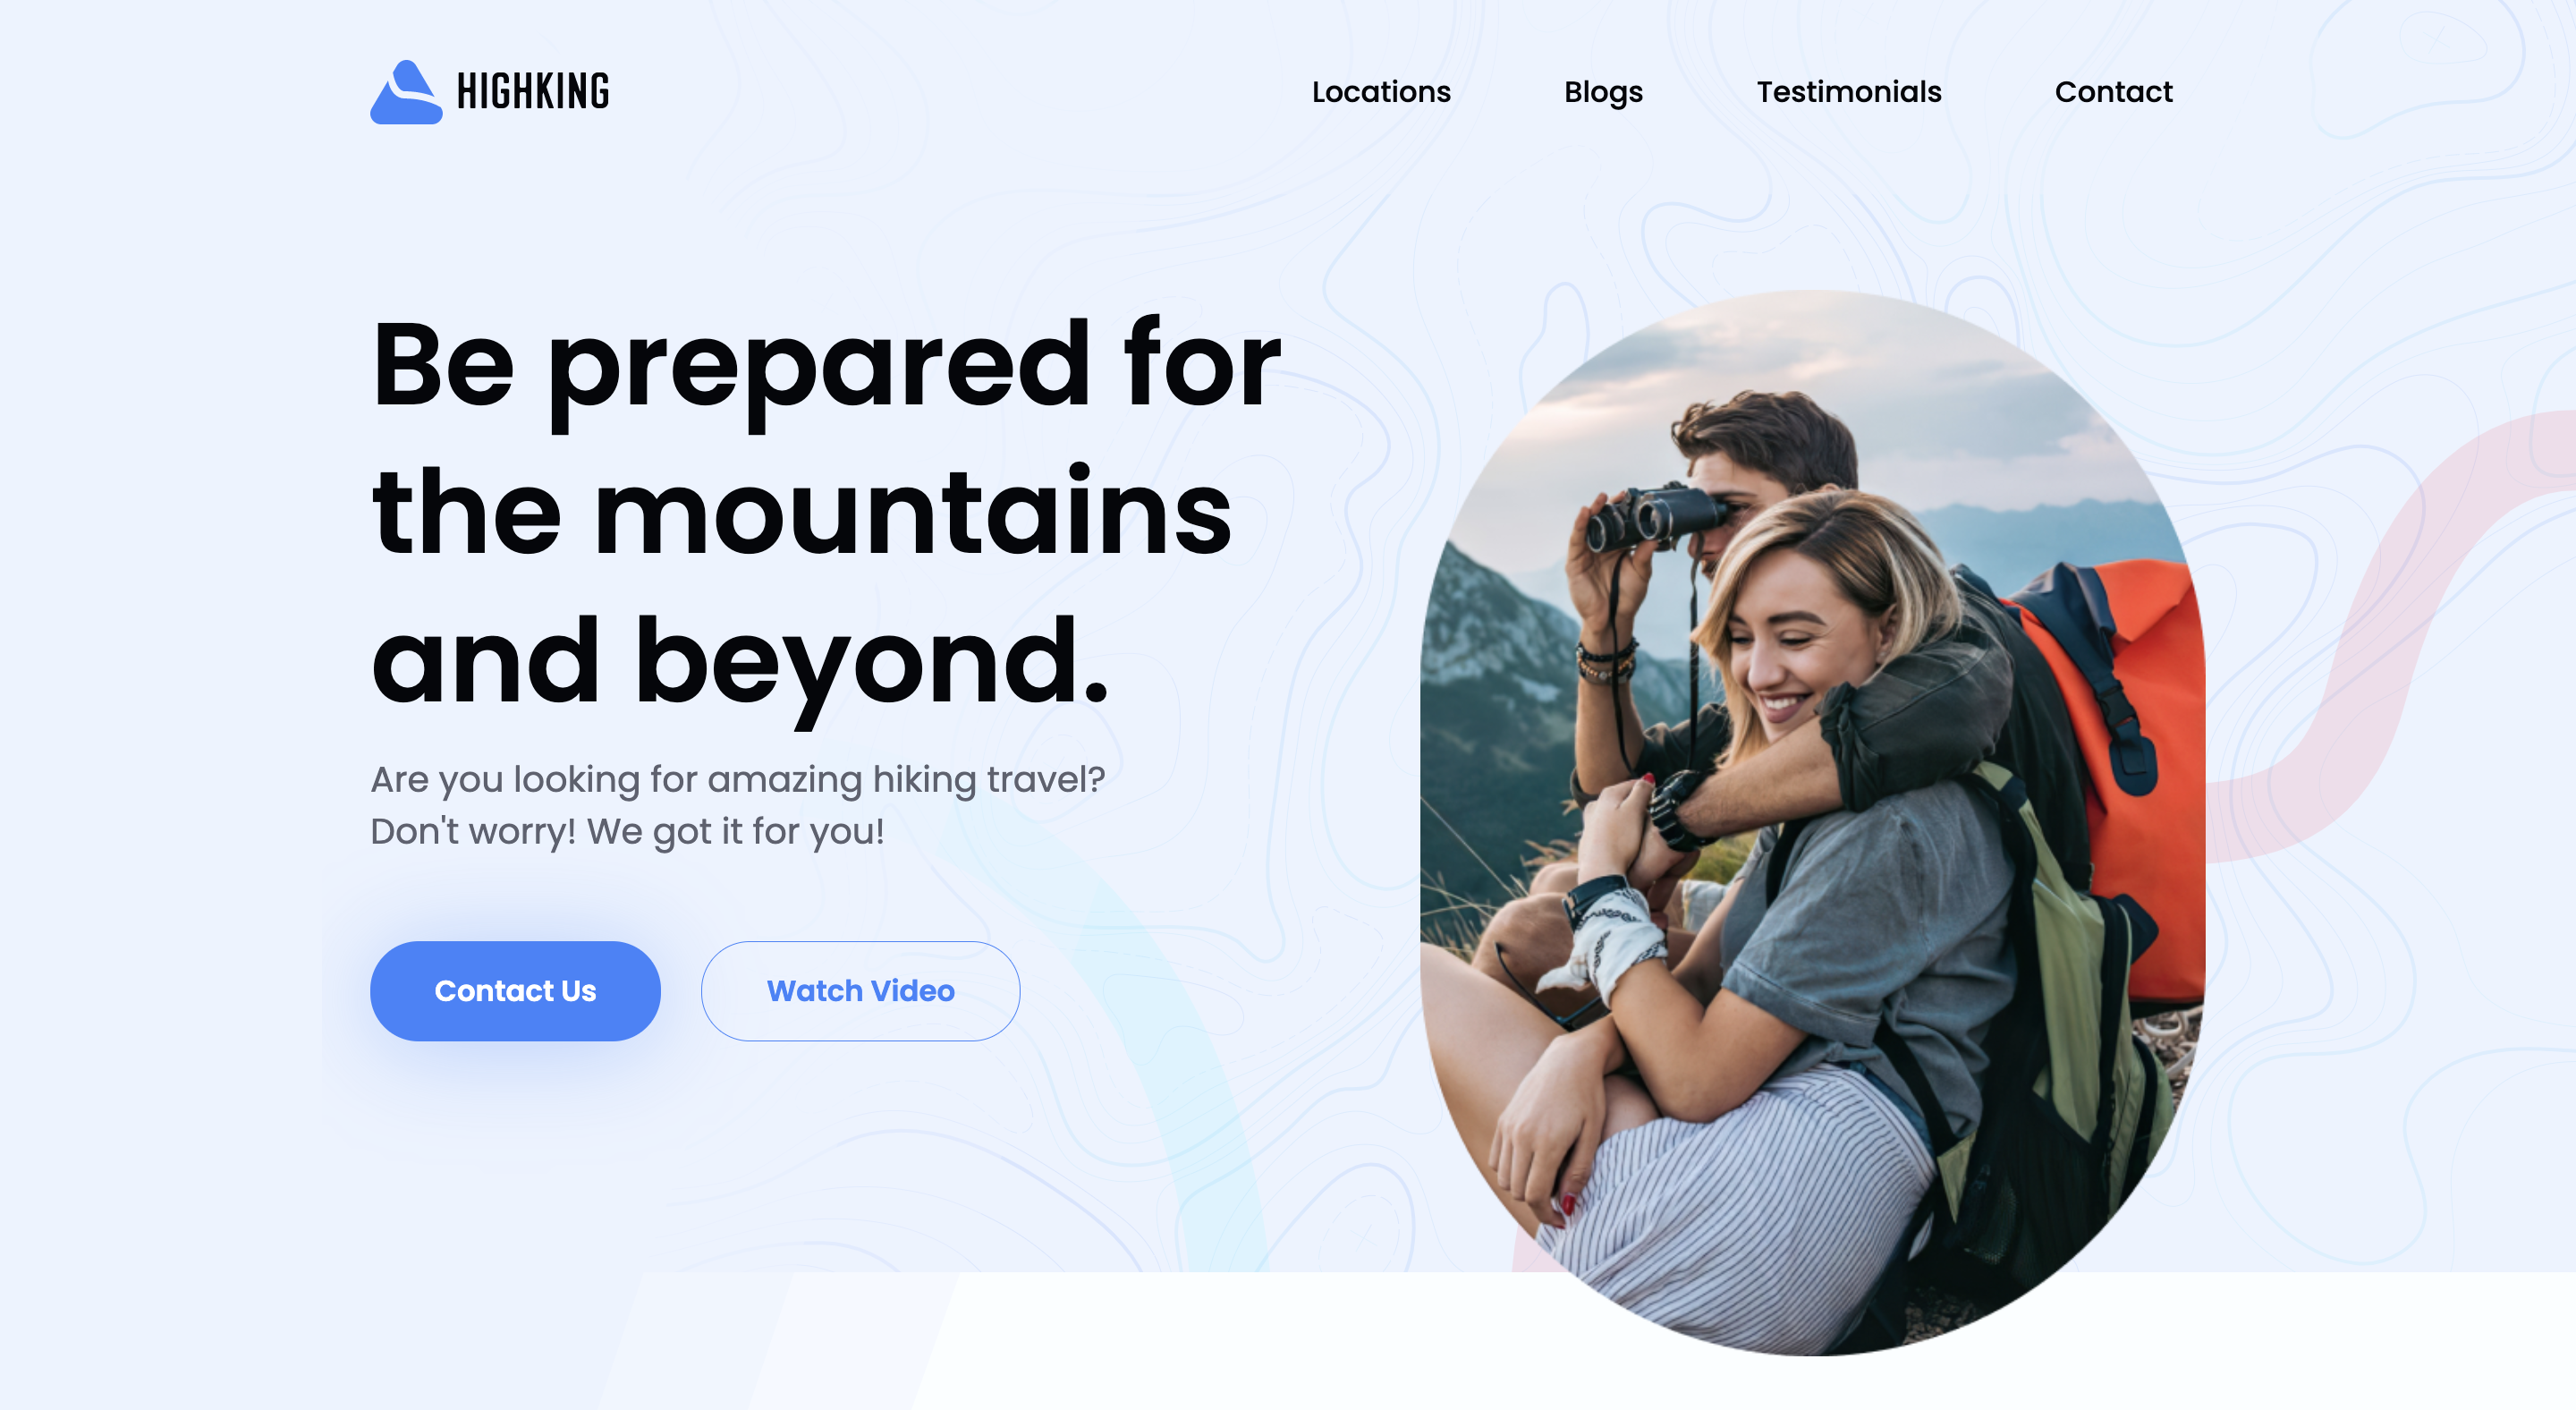 HIGHKING
Locations
Blogs
Testimonials
Contact
Be prepared for
the mountains
and beyond.
Are you looking for amazing hiking travel?
Don't worry! We got it for you!
Contact Us
Watch Video